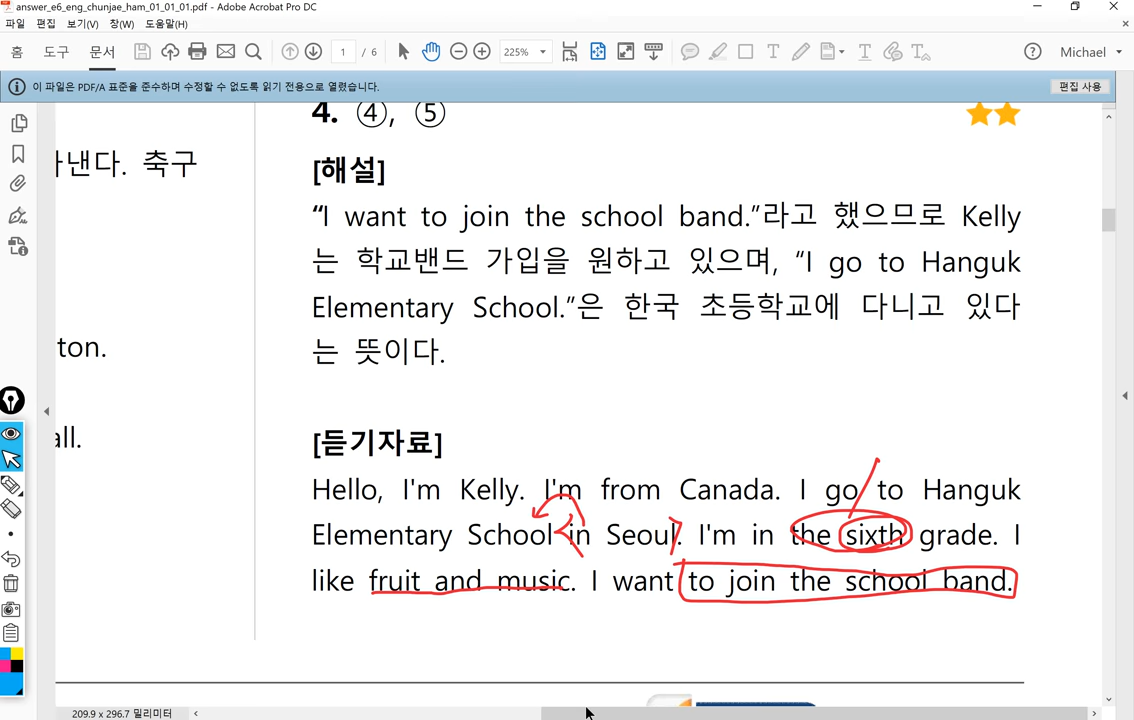 answer_e6_eng_chunjae_ham_01_01_01.pdf - Adobe Acrobat Pro DC
파일 편집 보기(V) 창(W) 도움말(H)
홈 도구 문서 1 / 6 225% Michael
이 파일은 PDF/A 표준을 준수하며 수정할 수 없도록 읽기 전용으로 열렸습니다. 편집 사용
4. ④, ⑤
낸다. 축구
[해설]
“I want to join the school band.”라고 했으므로 Kelly
는 학교밴드 가입을 원하고 있으며, “I go to Hanguk
Elementary School.”은 한국 초등학교에 다니고 있다
ton.
는 뜻이다.
all.
[듣기자료]
Hello, I'm Kelly. I'm from Canada. I go to Hanguk
Elementary School in Seoul. I'm in the sixth grade. I
like fruit and music. I want to join the school band.
209.9 x 296.7 밀리미터